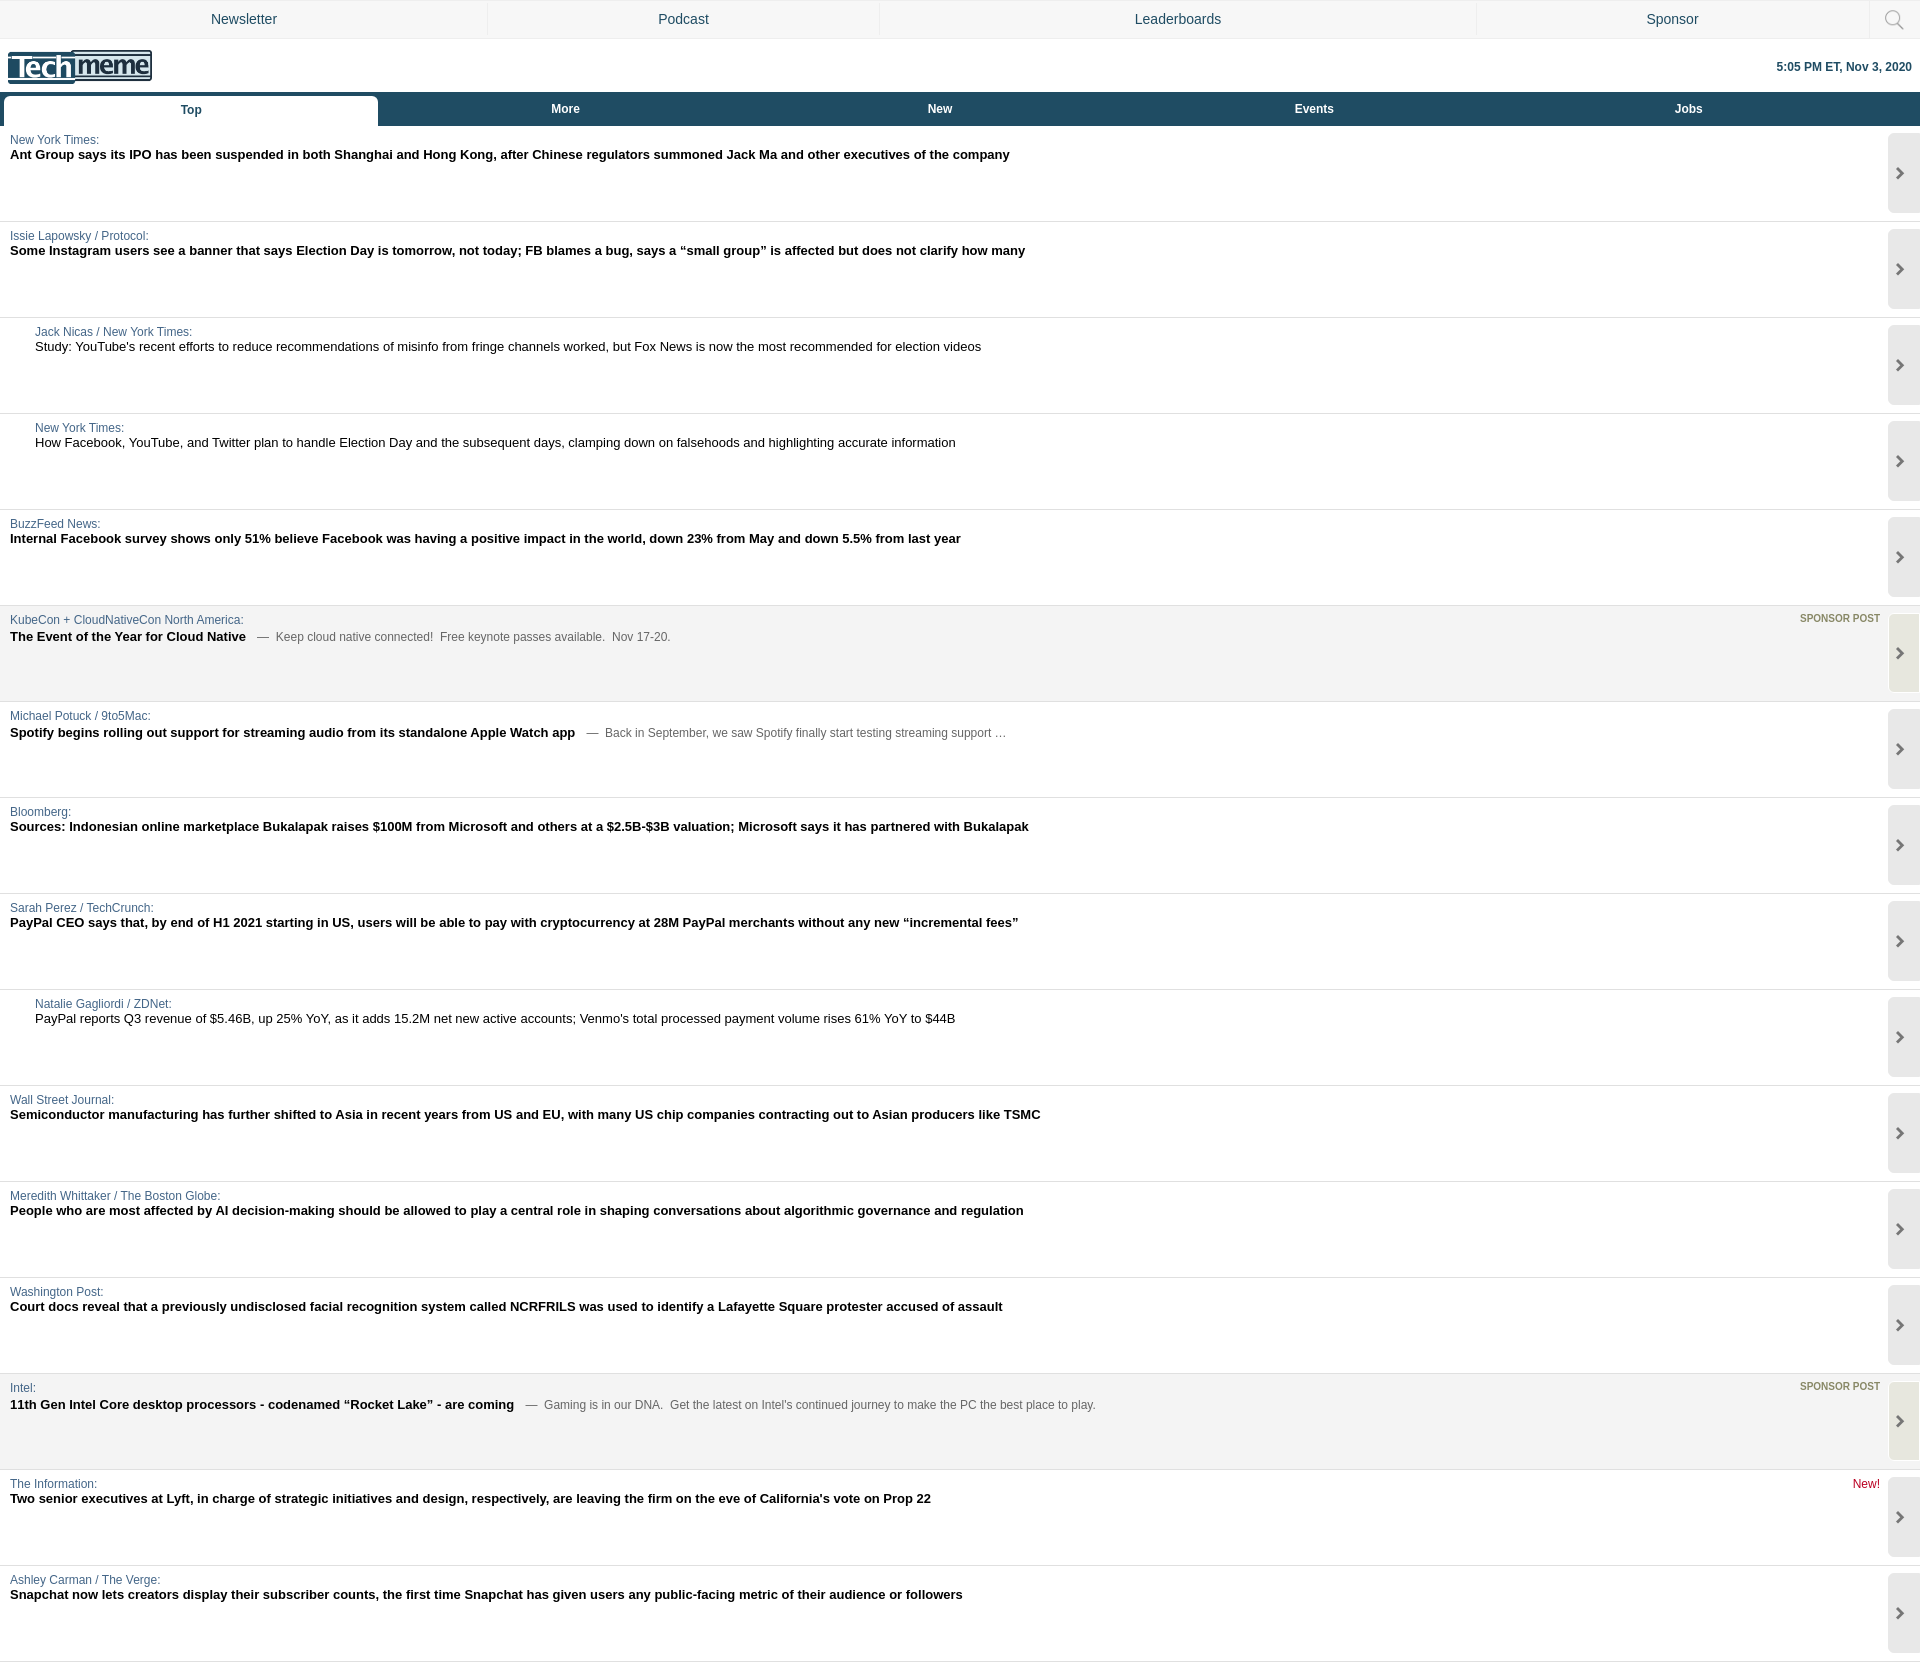 Newsletter
Podcast
Leaderboards
Sponsor
Techmeme
5:05 PM ET, Nov 3, 2020
Top
More
New
Events
Jobs
New York Times:
Ant Group says its IPO has been suspended in both Shanghai and Hong Kong, after Chinese regulators summoned Jack Ma and other executives of the company
Issie Lapowsky / Protocol:
Some Instagram users see a banner that says Election Day is tomorrow, not today; FB blames a bug, says a “small group” is affected but does not clarify how many
Jack Nicas / New York Times:
Study: YouTube's recent efforts to reduce recommendations of misinfo from fringe channels worked, but Fox News is now the most recommended for election videos
New York Times:
How Facebook, YouTube, and Twitter plan to handle Election Day and the subsequent days, clamping down on falsehoods and highlighting accurate information
BuzzFeed News:
Internal Facebook survey shows only 51% believe Facebook was having a positive impact in the world, down 23% from May and down 5.5% from last year
KubeCon + CloudNativeCon North America:
SPONSOR POST
The Event of the Year for Cloud Native — Keep cloud native connected! Free keynote passes available. Nov 17-20.
Michael Potuck / 9to5Mac:
Spotify begins rolling out support for streaming audio from its standalone Apple Watch app — Back in September, we saw Spotify finally start testing streaming support …
Bloomberg:
Sources: Indonesian online marketplace Bukalapak raises $100M from Microsoft and others at a $2.5B-$3B valuation; Microsoft says it has partnered with Bukalapak
Sarah Perez / TechCrunch:
PayPal CEO says that, by end of H1 2021 starting in US, users will be able to pay with cryptocurrency at 28M PayPal merchants without any new “incremental fees”
Natalie Gagliordi / ZDNet:
PayPal reports Q3 revenue of $5.46B, up 25% YoY, as it adds 15.2M net new active accounts; Venmo's total processed payment volume rises 61% YoY to $44B
Wall Street Journal:
Semiconductor manufacturing has further shifted to Asia in recent years from US and EU, with many US chip companies contracting out to Asian producers like TSMC
Meredith Whittaker / The Boston Globe:
People who are most affected by AI decision-making should be allowed to play a central role in shaping conversations about algorithmic governance and regulation
Washington Post:
Court docs reveal that a previously undisclosed facial recognition system called NCRFRILS was used to identify a Lafayette Square protester accused of assault
Intel:
SPONSOR POST
11th Gen Intel Core desktop processors - codenamed “Rocket Lake” - are coming — Gaming is in our DNA. Get the latest on Intel's continued journey to make the PC the best place to play.
The Information:
New!
Two senior executives at Lyft, in charge of strategic initiatives and design, respectively, are leaving the firm on the eve of California's vote on Prop 22
Ashley Carman / The Verge:
Snapchat now lets creators display their subscriber counts, the first time Snapchat has given users any public-facing metric of their audience or followers